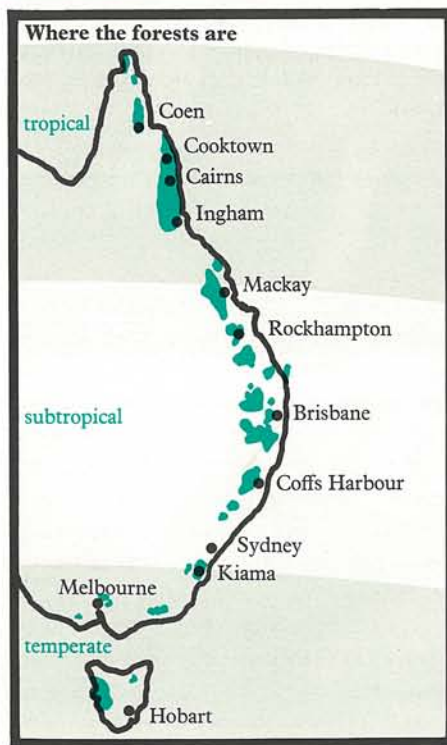 Where the forests are
Coen
tropical
Cooktown
Cairns
Ingham
Mackay
Rockhampton
subtropical
Brisbane
Coffs Harbour
Sydney
Kiama
Melbourne
temperate
Hobart